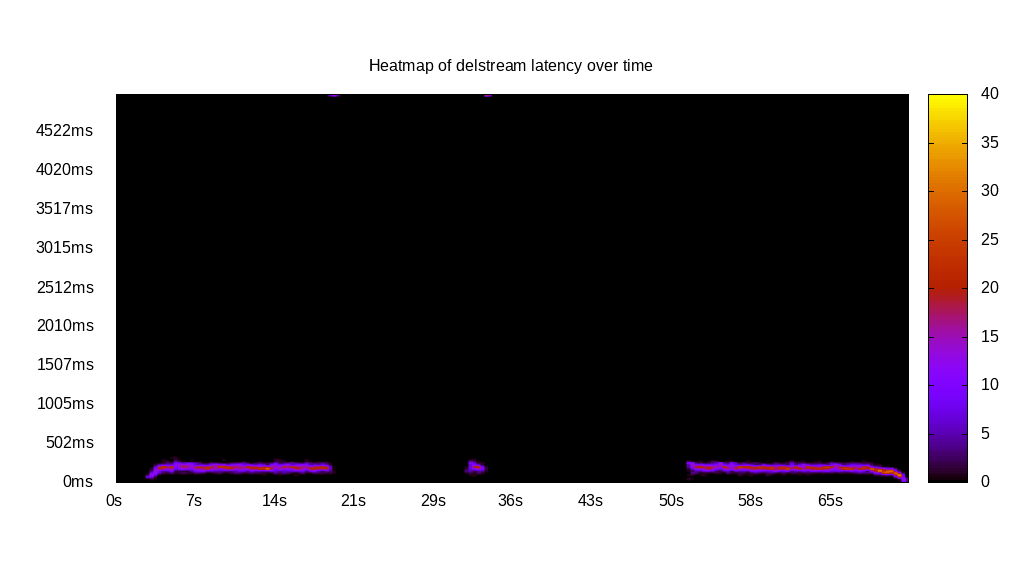 Heatmap of delstream latency over time
4522ms
4020ms
3517ms
3015ms
2512ms
2010ms
1507ms
1005ms
502ms
0ms
0s 7s 14s 21s 29s 36s 43s 50s 58s 65s
40
35
30
25
20
15
10
5
0